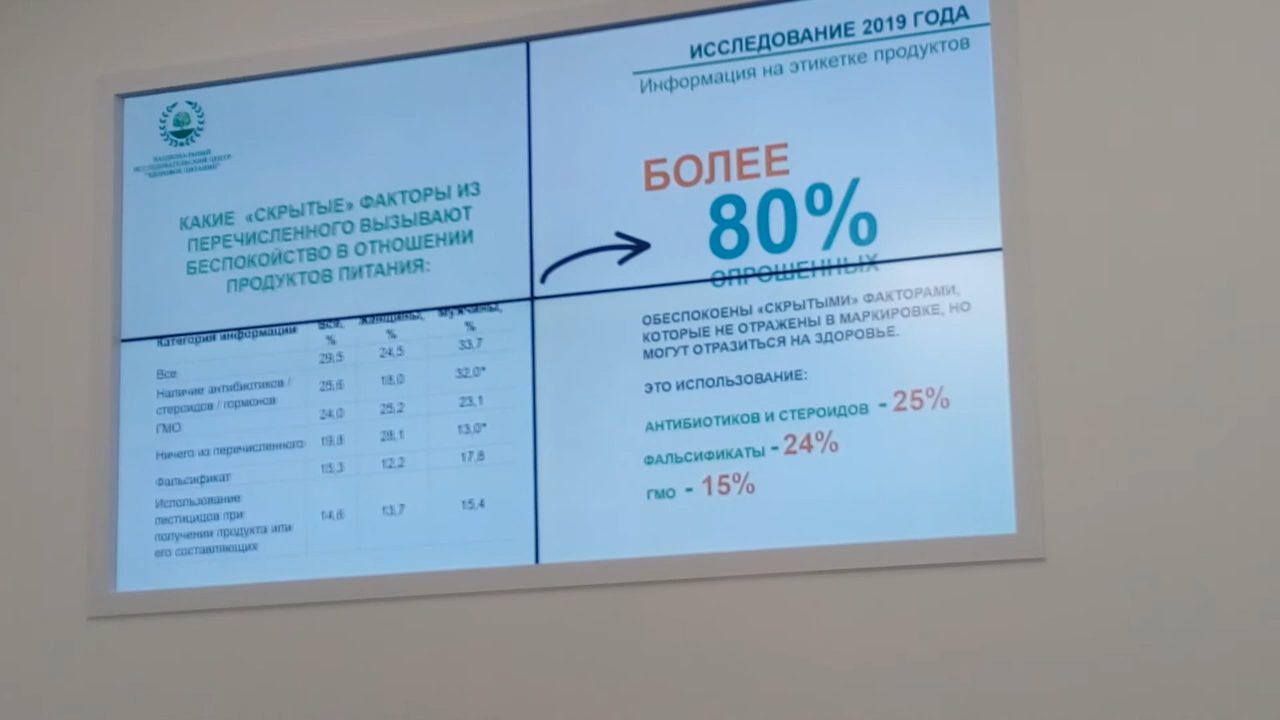 НАЦИОНАЛЬНЫЙ
ИССЛЕДОВАТЕЛЬСКИЙ ЦЕНТР
"ЗДОРОВОЕ ПИТАНИЕ"
КАКИЕ «СКРЫТЫЕ» ФАКТОРЫ ИЗ
ПЕРЕЧИСЛЕННОГО ВЫЗЫВАЮТ
БЕСПОКОЙСТВО В ОТНОШЕНИИ
ПРОДУКТОВ ПИТАНИЯ:
Категория информации Все, % Женщины, % Мужчины, %
Все 29,5 24,5 33,7
Наличие антибиотиков /
стероидов / гормонов 25,6 18,0 32,0*
ГМО 24,0 25,2 23,1
Ничего из перечисленного 19,8 28,1 13,0*
Фальсификат 15,3 12,2 17,8
Использование
пестицидов при
получении продукта или
его составляющих 14,6 13,7 15,4
ИССЛЕДОВАНИЕ 2019 ГОДА
Информация на этикетке продуктов
БОЛЕЕ
80%
ОПРОШЕННЫХ
ОБЕСПОКОЕНЫ «СКРЫТЫМИ» ФАКТОРАМИ,
КОТОРЫЕ НЕ ОТРАЖЕНЫ В МАРКИРОВКЕ, НО
МОГУТ ОТРАЗИТЬСЯ НА ЗДОРОВЬЕ.
ЭТО ИСПОЛЬЗОВАНИЕ:
АНТИБИОТИКОВ И СТЕРОИДОВ - 25%
ФАЛЬСИФИКАТЫ - 24%
ГМО - 15%